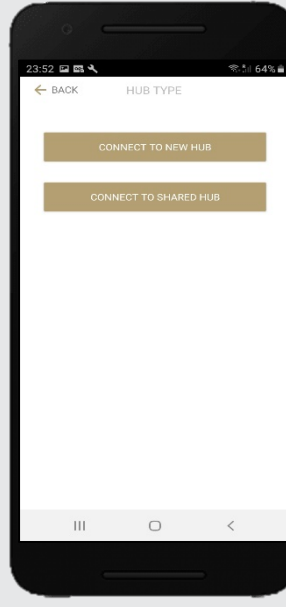 23:52 64%
BACK HUB TYPE
CONNECT TO NEW HUB
CONNECT TO SHARED HUB